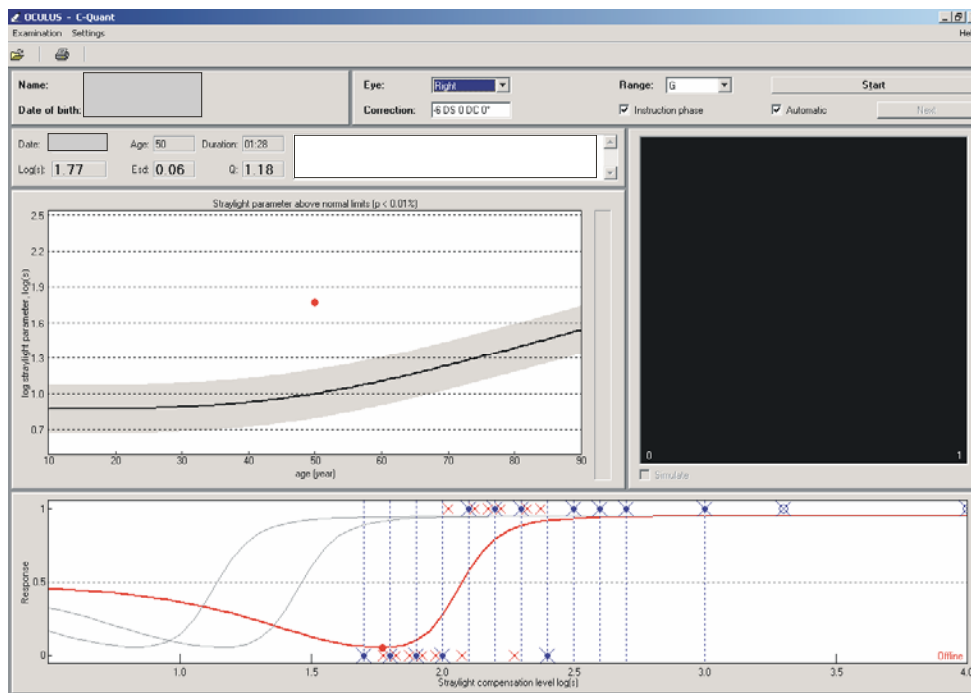 OCULUS - C-Quant
Examination Settings
Name:
Date of birth:
Eye: Right
Correction: -6 DS 0 DC 0°
Range: G
Instruction phase
Start
Automatic
Next
Date: Age: 50 Duration: 01:28
Log(s): 1.77 Esd: 0.06 Q: 1.18
Straylight parameter above normal limits (p < 0.01%)
log straylight parameter, log(s)
2.5
2.2
1.9
1.6
1.3
1.0
0.7
10 20 30 40 50 60 70 80 90
age (year)
0 1
Simulate
Response
1
0.5
0
1.0 1.5 2.0 2.5 3.0 3.5 4.0
Straylight compensation level log(s)
Offline